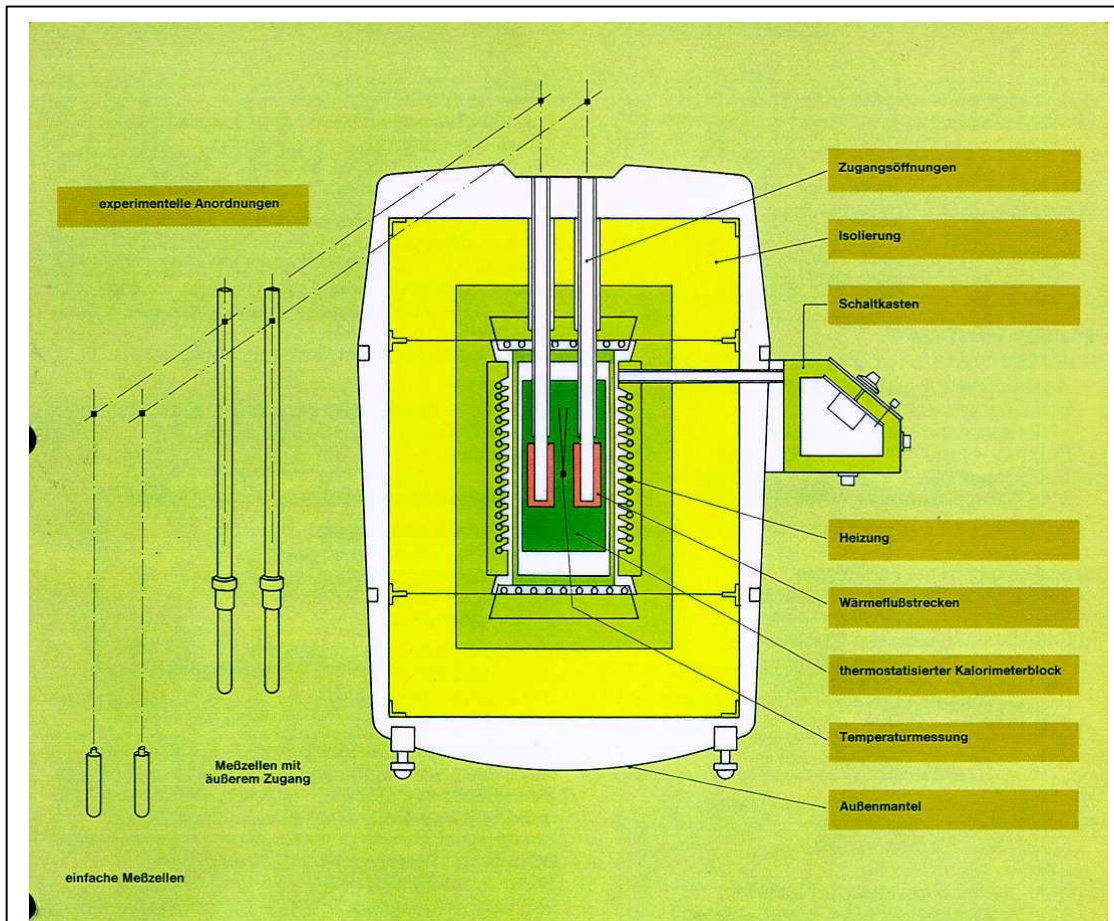 experimentelle Anordnungen
Zugangsöffnungen
Isolierung
Schaltkasten
Heizung
Wärmeflußstrecken
thermostatisierter Kalorimeterblock
Temperaturmessung
Außenmantel
Meßzellen mit
äußerem Zugang
einfache Meßzellen